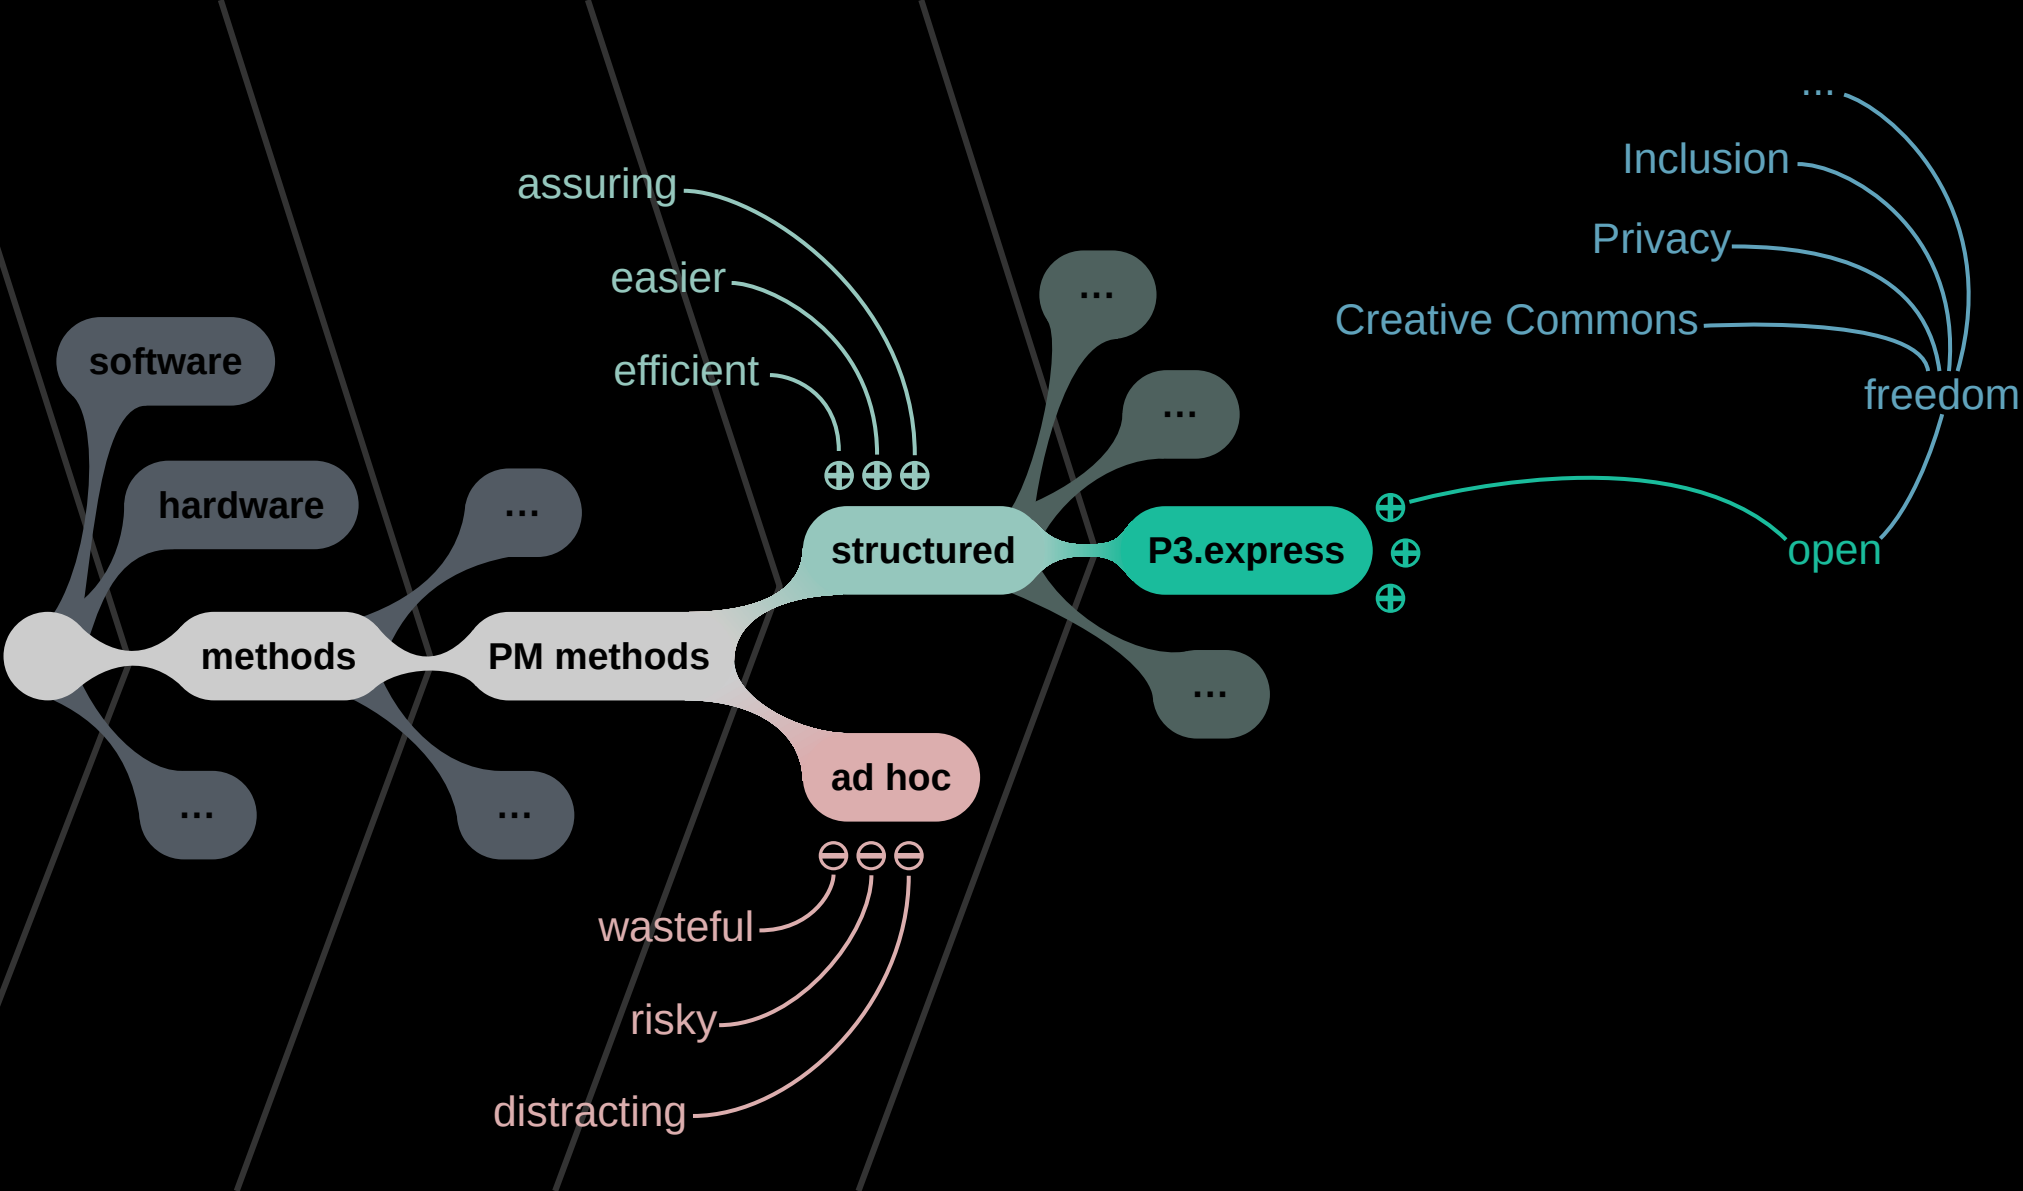 ...
Inclusion
Privacy
Creative Commons
freedom
open
assuring
easier
efficient
...
...
software
hardware
...
structured
P3.express
methods
PM methods
...
ad hoc
...
...
wasteful
risky
distracting